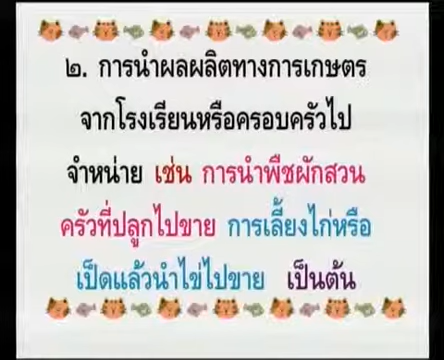 ๒. การนำผลผลิตทางการเกษตร
จากโรงเรียนหรือครอบครัวไป
จำหน่าย เช่น การนำพืชผักสวน
ครัวที่ปลูกไปขาย การเลี้ยงไก่หรือ
เป็ดแล้วนำไข่ไปขาย เป็นต้น